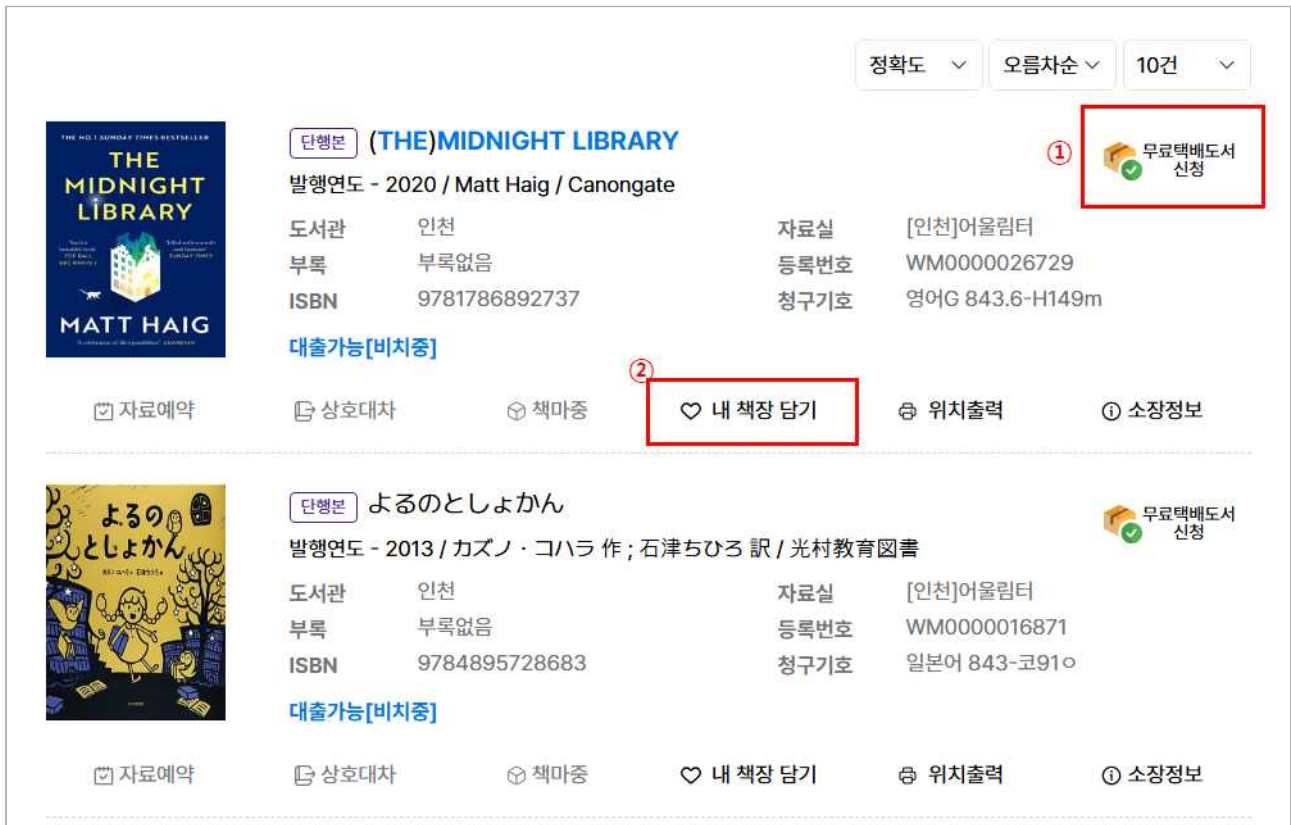 정확도 오름차순 10건
THE NO.1 SUNDAY TIMES BESTSELLER
THE
MIDNIGHT
LIBRARY
MATT HAIG
단행본 (THE)MIDNIGHT LIBRARY
① 무료택배도서
신청
발행연도 - 2020 / Matt Haig / Canongate
도서관 인천 자료실 [인천]어울림터
부록 부록없음 등록번호 WM0000026729
ISBN 9781786892737 청구기호 영어G 843.6-H149m
대출가능[비치중]
②
자료예약 상호대차 책마중 내 책장 담기 위치출력 소장정보
よるの
としょかん
단행본 よるのとしょかん
무료택배도서
신청
발행연도 - 2013 / カズノ・コハラ 作 ; 石津ちひろ 訳 / 光村教育図書
도서관 인천 자료실 [인천]어울림터
부록 부록없음 등록번호 WM0000016871
ISBN 9784895728683 청구기호 일본어 843-코91ㅇ
대출가능[비치중]
자료예약 상호대차 책마중 내 책장 담기 위치출력 소장정보